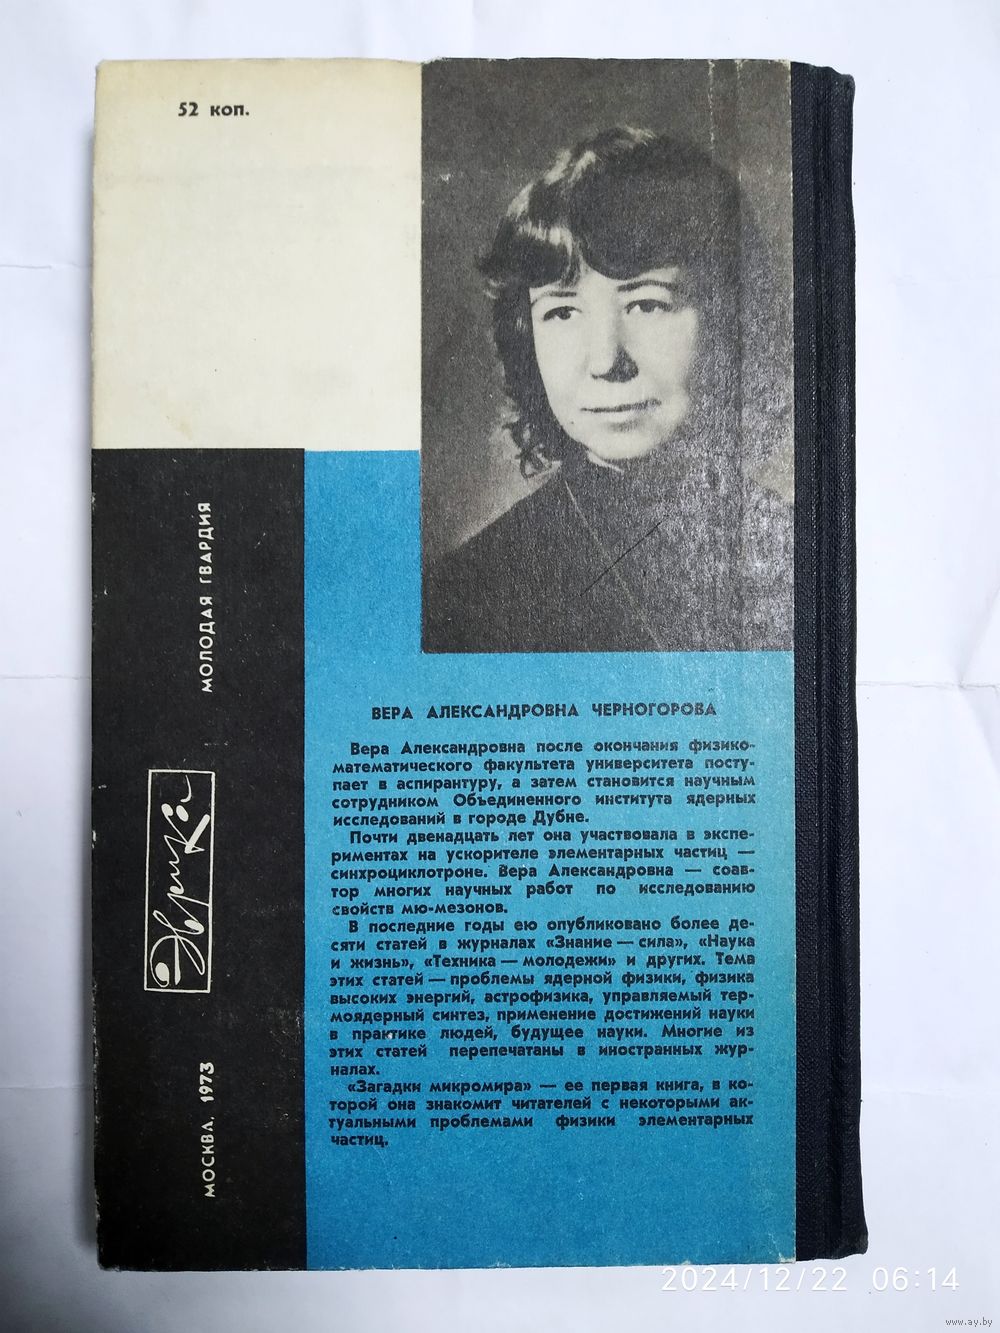 52 коп.
МОЛОДАЯ ГВАРДИЯ
Эврика
МОСКВА, 1973
ВЕРА АЛЕКСАНДРОВНА ЧЕРНОГОРОВА
Вера Александровна после окончания физико-
математического факультета университета посту-
пает в аспирантуру, а затем становится научным
сотрудником Объединенного института ядерных
исследований в городе Дубне.
Почти двенадцать лет она участвовала в экспе-
риментах на ускорителе элементарных частиц —
синхроциклотроне. Вера Александровна — соав-
тор многих научных работ по исследованию
свойств мю-мезонов.
В последние годы ею опубликовано более де-
сяти статей в журналах «Знание — сила», «Наука
и жизнь», «Техника — молодежи» и других. Тема
этих статей — проблемы ядерной физики, физика
высоких энергий, астрофизика, управляемый тер-
моядерный синтез, применение достижений науки
в практике людей, будущее науки. Многие из
этих статей перепечатаны в иностранных жур-
налах.
«Загадки микромира» — ее первая книга, в ко-
торой она знакомит читателей с некоторыми ак-
туальными проблемами физики элементарных
частиц.
2024/12/22 06:14
www.ay.by